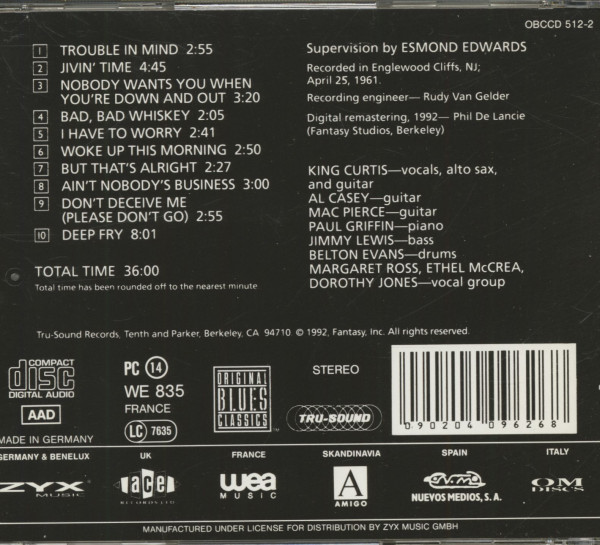 OBCCD 512-2
1 TROUBLE IN MIND 2:55
2 JIVIN' TIME 4:45
3 NOBODY WANTS YOU WHEN
YOU'RE DOWN AND OUT 3:20
4 BAD, BAD WHISKEY 2:05
5 I HAVE TO WORRY 2:41
6 WOKE UP THIS MORNING 2:50
7 BUT THAT'S ALRIGHT 2:27
8 AIN'T NOBODY'S BUSINESS 3:00
9 DON'T DECEIVE ME
(PLEASE DON'T GO) 2:55
10 DEEP FRY 8:01
TOTAL TIME 36:00
Total time has been rounded off to the nearest minute.
Supervision by ESMOND EDWARDS
Recorded in Englewood Cliffs, NJ;
April 25, 1961.
Recording engineer— Rudy Van Gelder
Digital remastering, 1992— Phil De Lancie
(Fantasy Studios, Berkeley)
KING CURTIS—vocals, alto sax,
and guitar
AL CASEY—guitar
MAC PIERCE—guitar
PAUL GRIFFIN—piano
JIMMY LEWIS—bass
BELTON EVANS—drums
MARGARET ROSS, ETHEL McCREA,
DOROTHY JONES—vocal group
Tru-Sound Records, Tenth and Parker, Berkeley, CA 94710 © 1992, Fantasy, Inc. All rights reserved.
COMPACT
disc
DIGITAL AUDIO
AAD
MADE IN GERMANY
PC 14
WE 835
FRANCE
LC 7635
ORIGINAL
BLUES
CLASSICS
TM
STEREO
TRU-SOUND
0 90204 09626 8
GERMANY & BENELUX
ZYX
MUSIC
UK
ace
RECORDS LTD
FRANCE
wea
MUSIC
SKANDINAVIA
A
AMIGO
SPAIN
NM
NUEVOS MEDIOS, S.A.
ITALY
OM
DISCS
MANUFACTURED UNDER LICENSE FOR DISTRIBUTION BY ZYX MUSIC GMBH